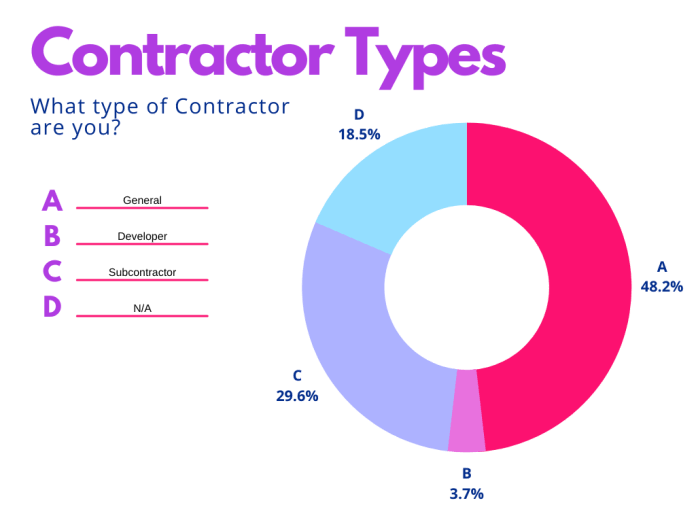 Contractor Types
What type of Contractor
are you?
A General
B Developer
C Subcontractor
D N/A
D
18.5%
A
48.2%
C
29.6%
B
3.7%